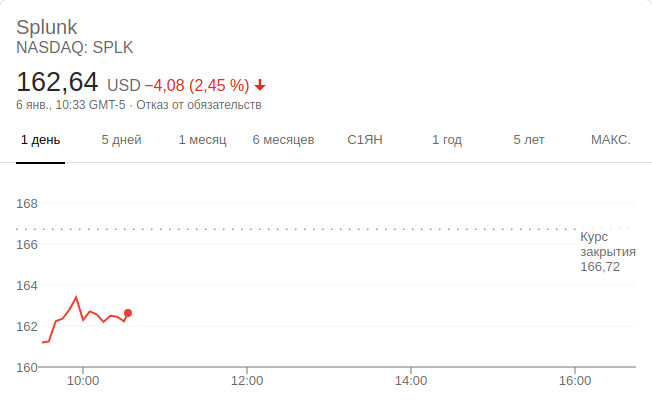 Splunk
NASDAQ: SPLK
162,64 USD −4,08 (2,45 %)
6 янв., 10:33 GMT-5 · Отказ от обязательств
1 день 5 дней 1 месяц 6 месяцев С1ЯН 1 год 5 лет МАКС.
168
Курс
166
закрытия
166,72
164
162
160
10:00 12:00 14:00 16:00